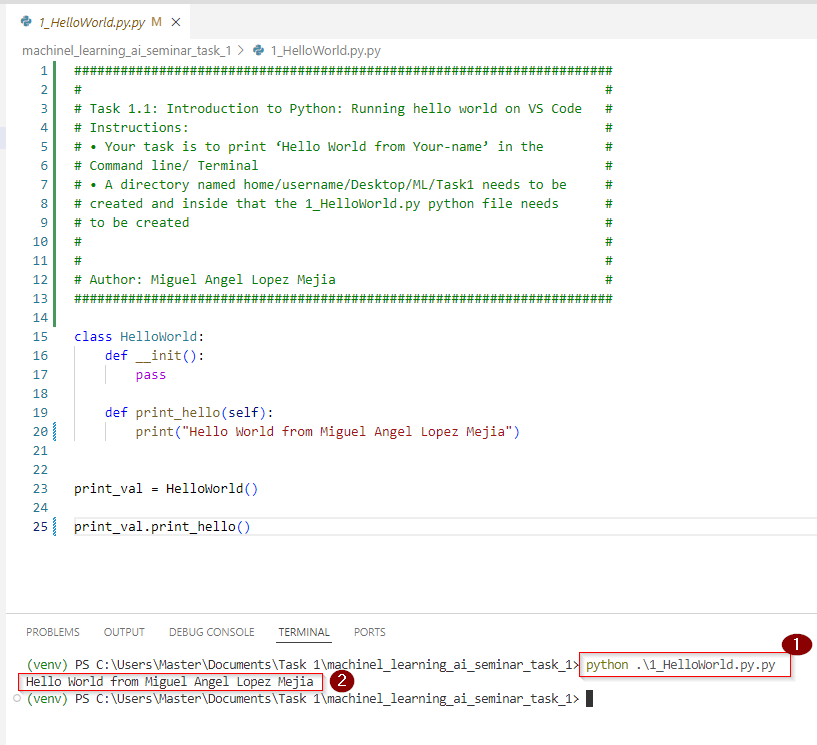 1_HelloWorld.py.py M ×
machinel_learning_ai_seminar_task_1 > 1_HelloWorld.py.py
1 ######################################################################
2 # #
3 # Task 1.1: Introduction to Python: Running hello world on VS Code #
4 # Instructions: #
5 # • Your task is to print ‘Hello World from Your-name’ in the #
6 # Command line/ Terminal #
7 # • A directory named home/username/Desktop/ML/Task1 needs to be #
8 # created and inside that the 1_HelloWorld.py python file needs #
9 # to be created #
10 # #
11 # #
12 # Author: Miguel Angel Lopez Mejia #
13 ######################################################################
14
15 class HelloWorld:
16     def __init():
17         pass
18
19     def print_hello(self):
20         print("Hello World from Miguel Angel Lopez Mejia")
21
22
23 print_val = HelloWorld()
24
25 print_val.print_hello()
PROBLEMS OUTPUT DEBUG CONSOLE TERMINAL PORTS
1
(venv) PS C:\Users\Master\Documents\Task 1\machinel_learning_ai_seminar_task_1> python .\1_HelloWorld.py.py
Hello World from Miguel Angel Lopez Mejia 2
(venv) PS C:\Users\Master\Documents\Task 1\machinel_learning_ai_seminar_task_1>